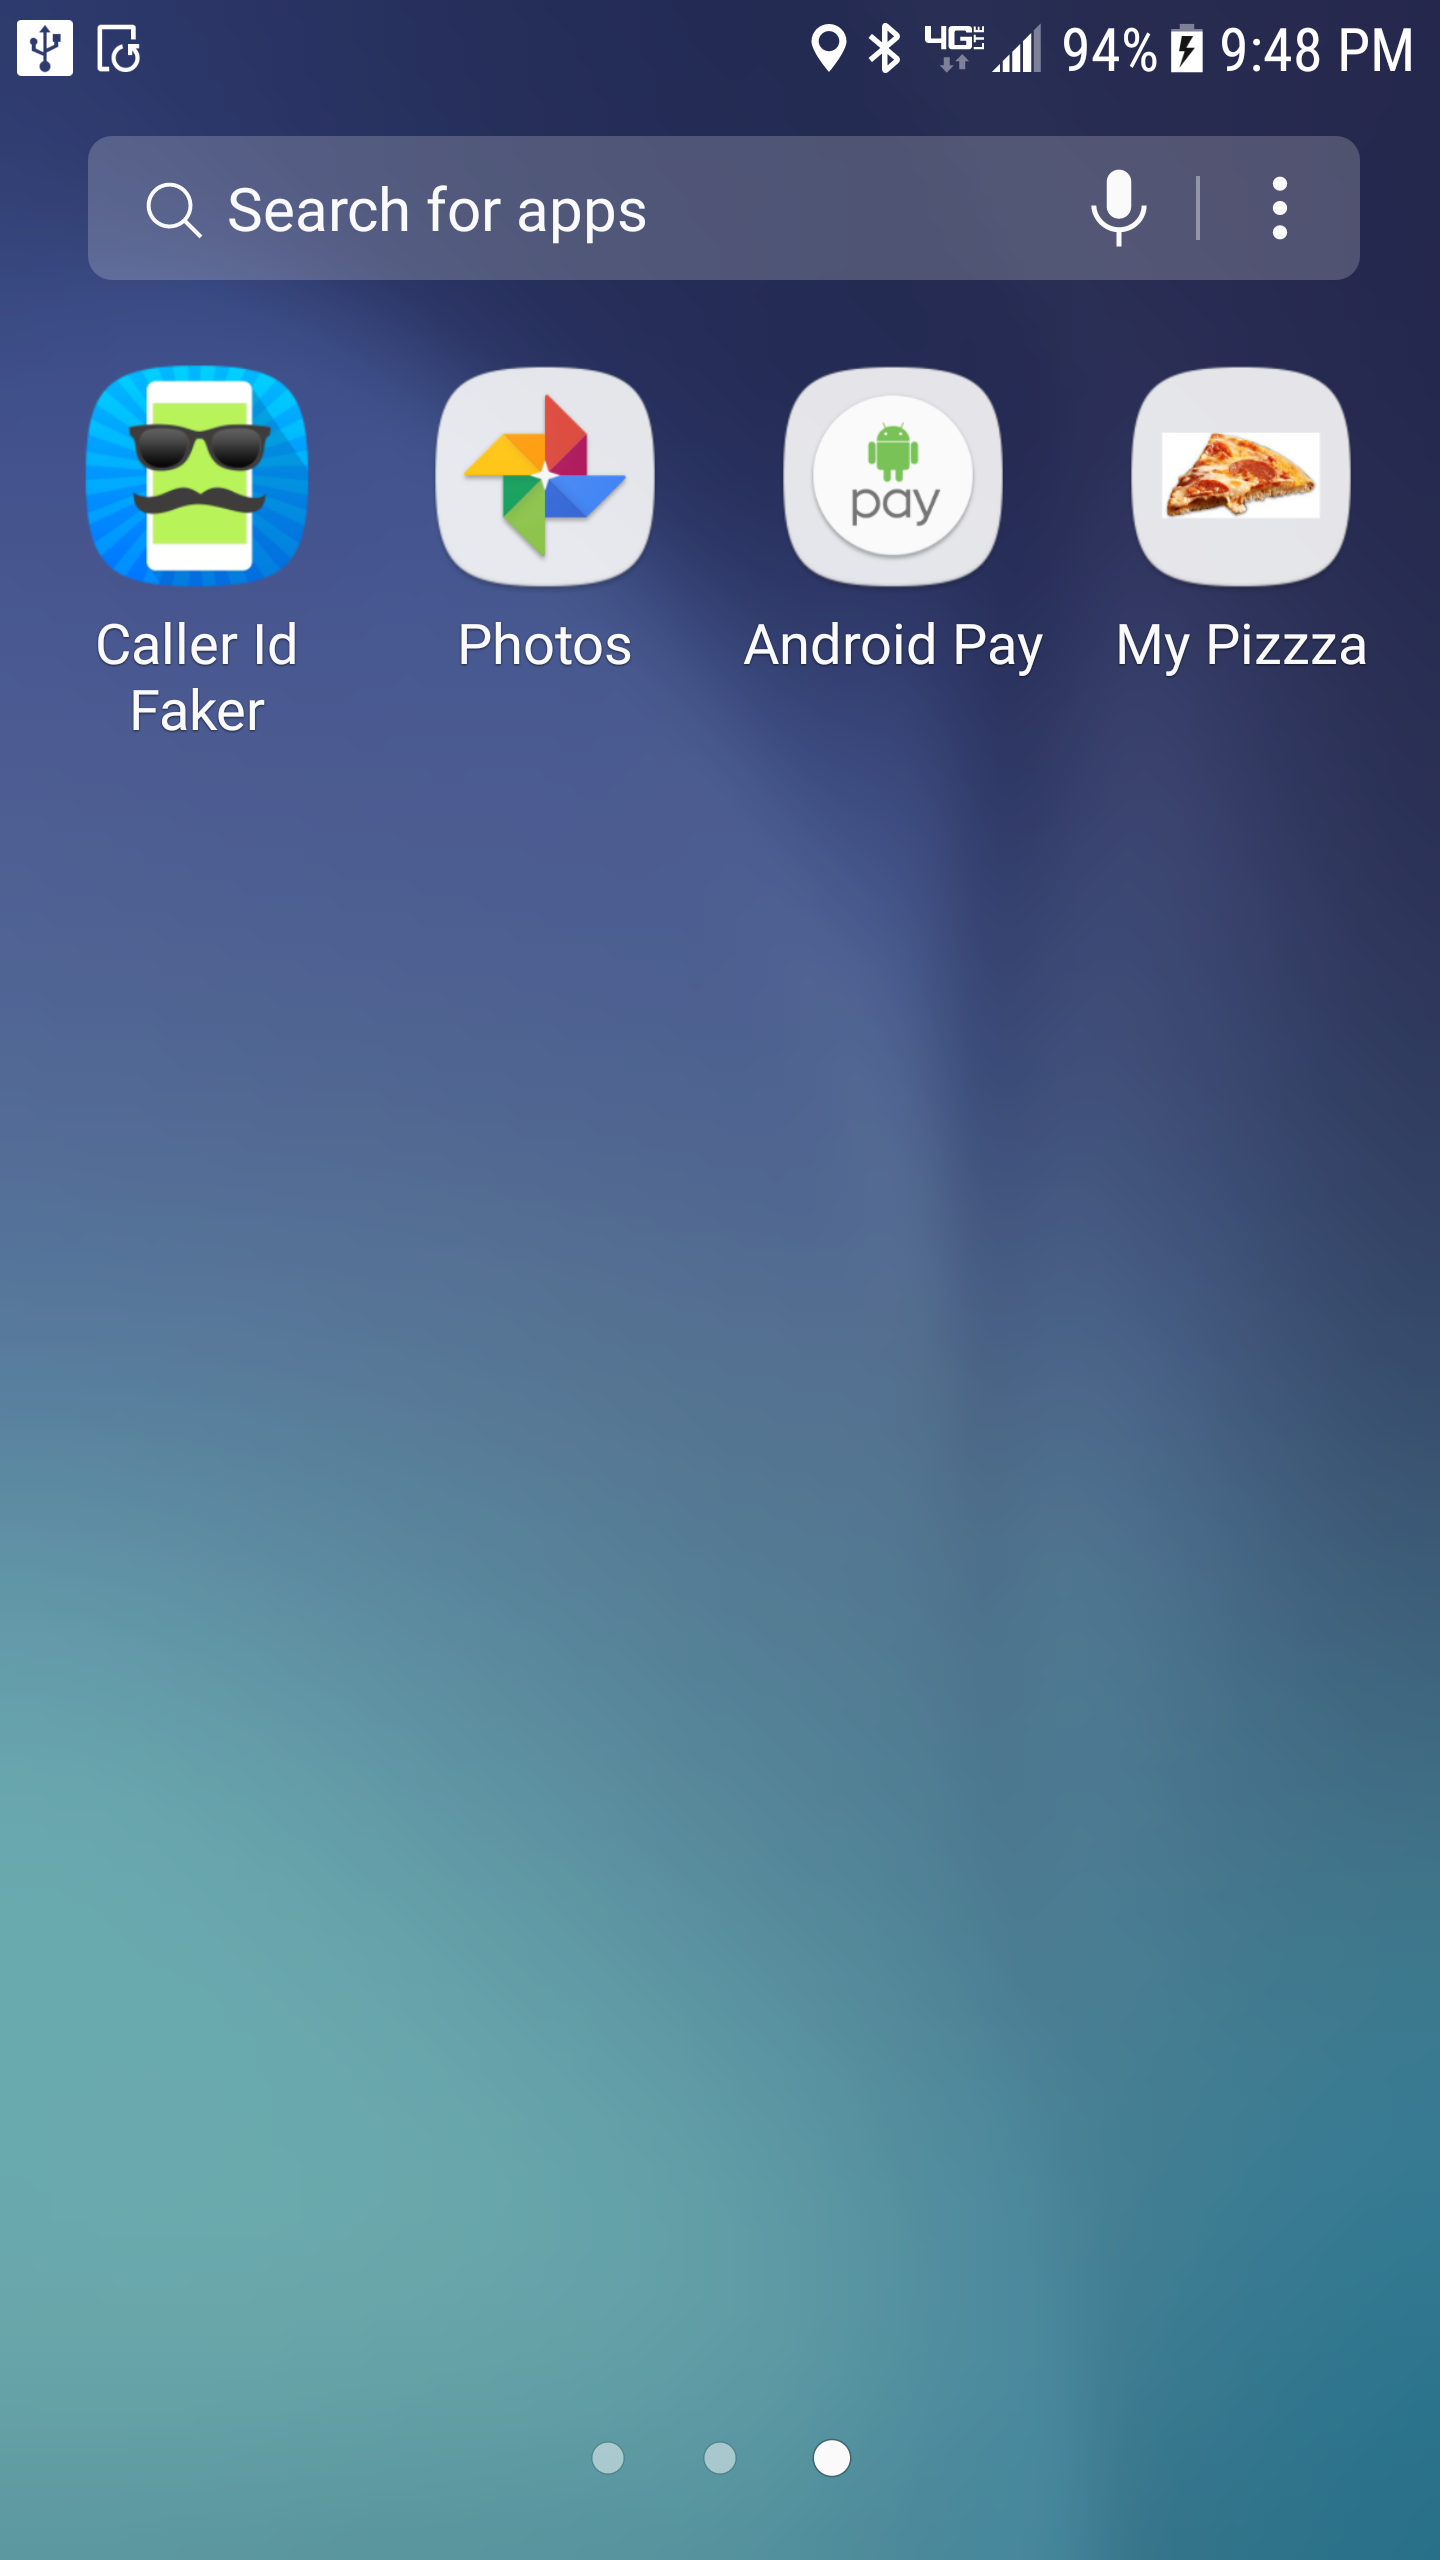 4G LTE 94% 9:48 PM
Search for apps
pay
Caller Id
Faker
Photos
Android Pay
My Pizzza